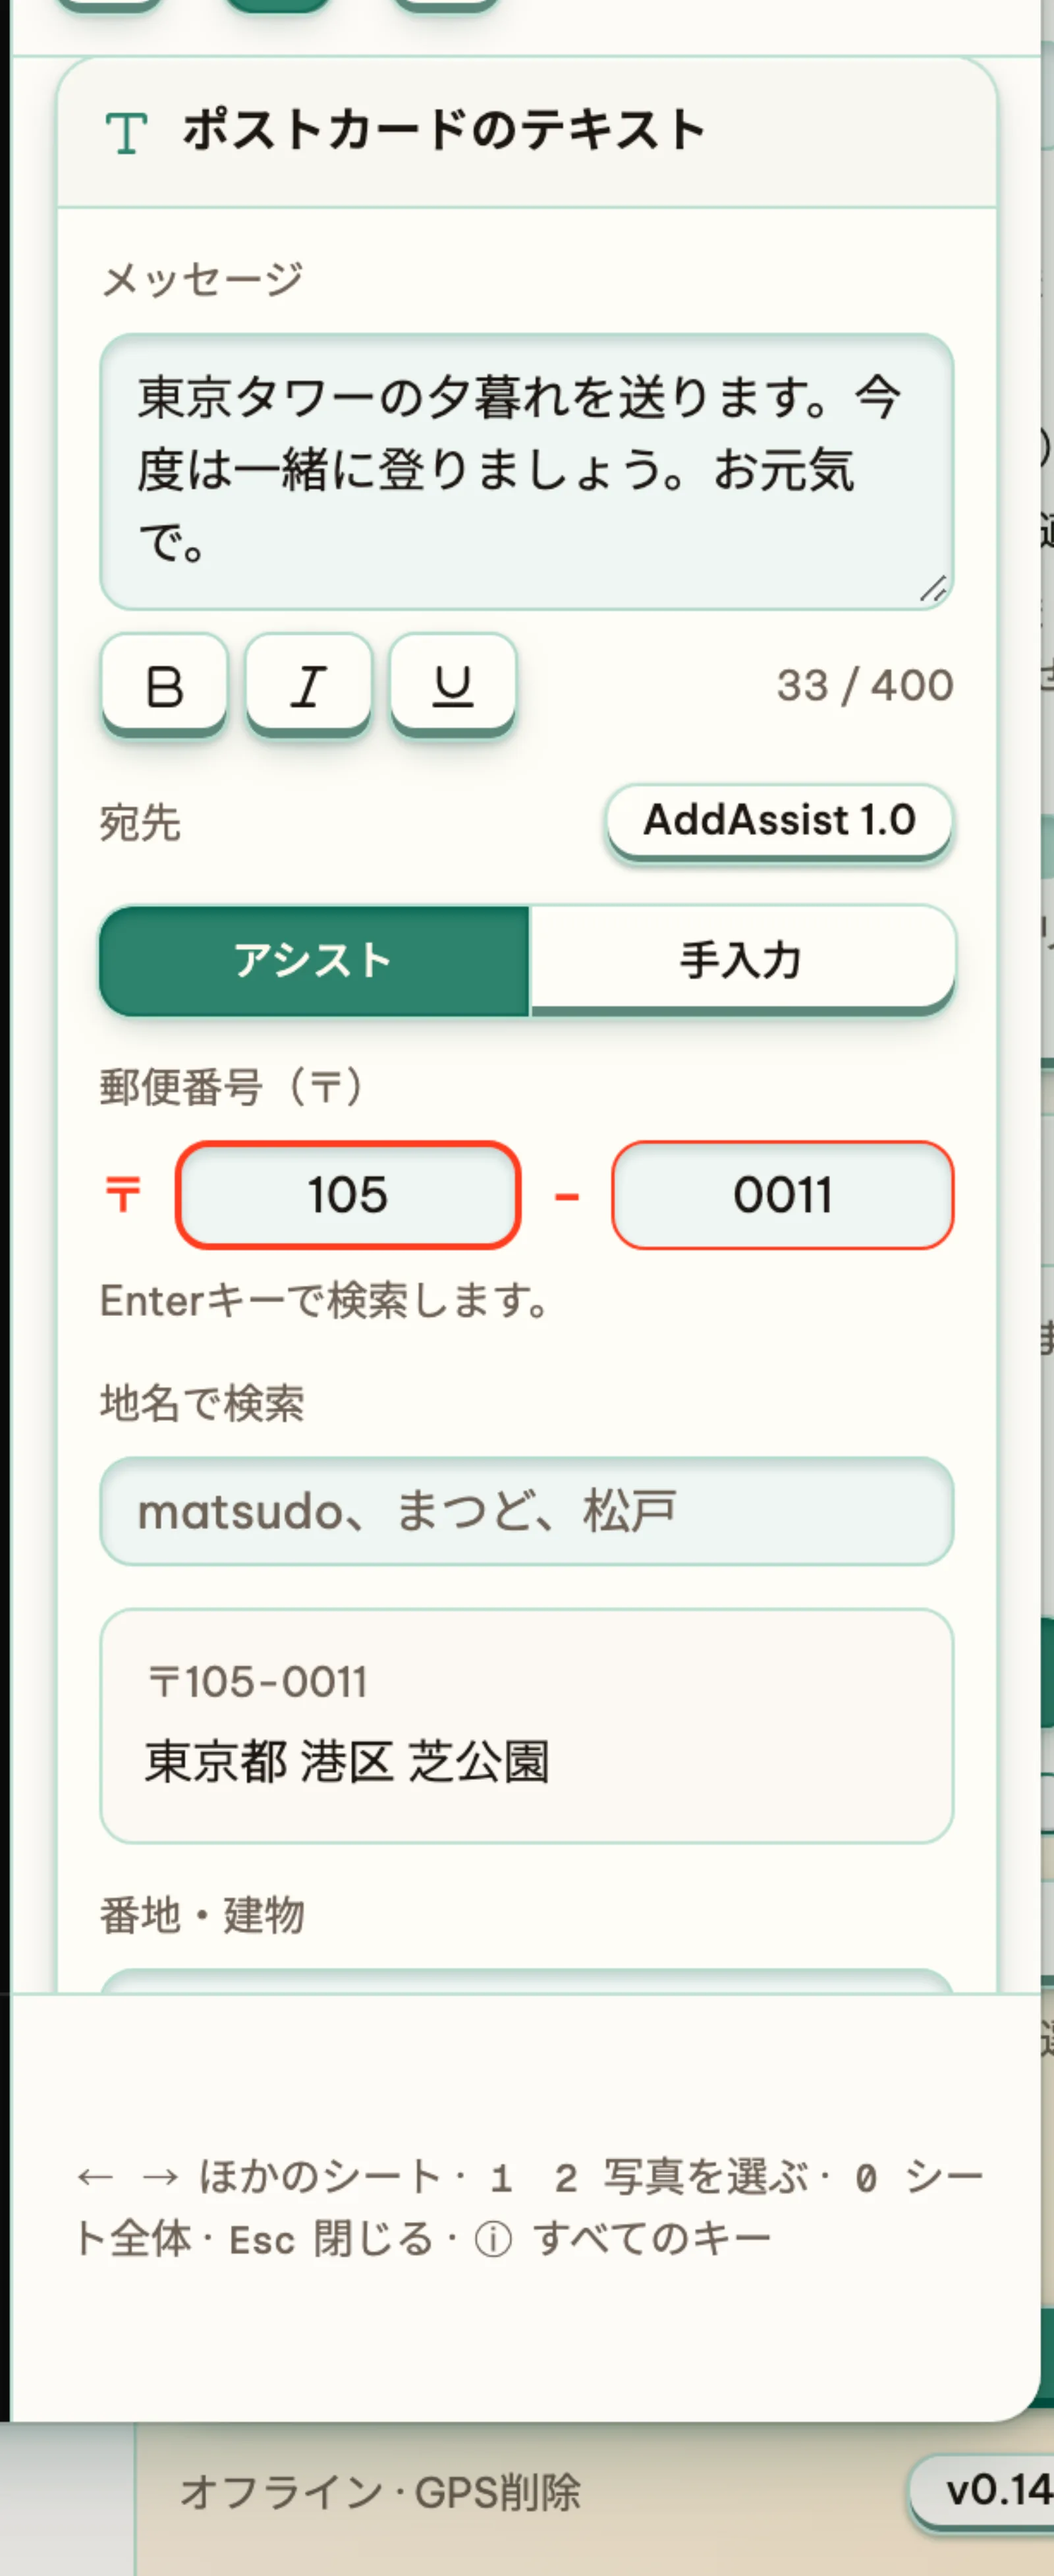 ポストカードのテキスト
メッセージ
東京タワーの夕暮れを送ります。今
度は一緒に登りましょう。お元気
で。
B I U
33 / 400
宛先
AddAssist 1.0
アシスト
手入力
郵便番号（〒）
〒 105 - 0011
Enterキーで検索します。
地名で検索
matsudo、まつど、松戸
〒105-0011
東京都 港区 芝公園
番地・建物
← → ほかのシート · 1 2 写真を選ぶ · 0 シー
ト全体 · Esc 閉じる · ⓘ すべてのキー
オフライン · GPS削除
v0.14